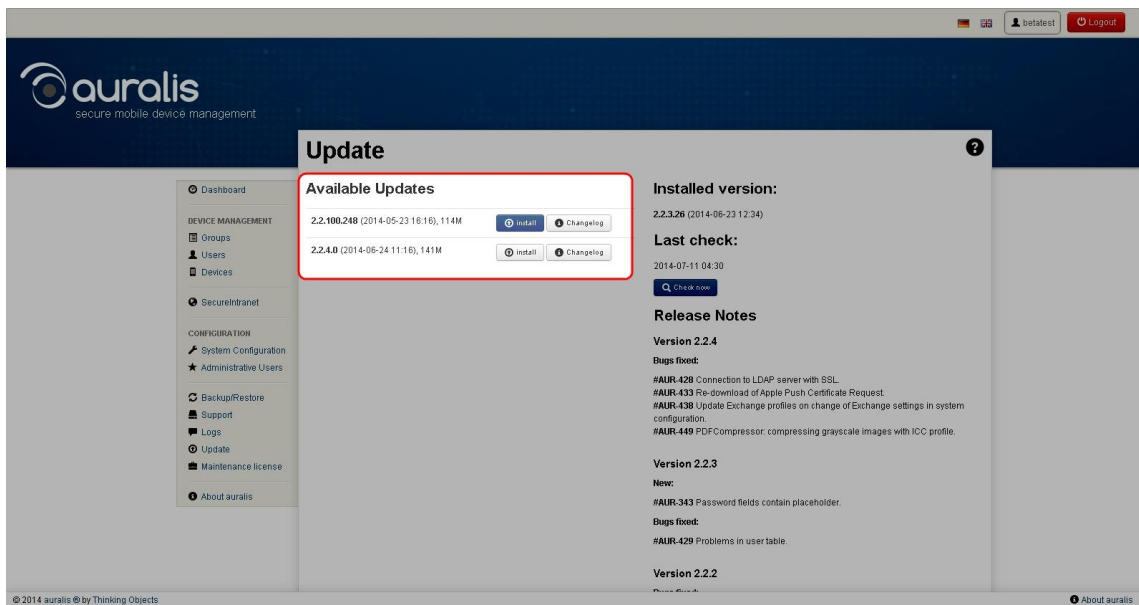 betatest
Logout
auralis
secure mobile device management
Update
Dashboard
DEVICE MANAGEMENT
Groups
Users
Devices
SecureIntranet
CONFIGURATION
System Configuration
Administrative Users
Backup/Restore
Support
Logs
Update
Maintenance license
About auralis
Available Updates
2.2.100.248 (2014-05-23 16:16), 114M install Changelog
2.2.4.0 (2014-06-24 11:16), 141M install Changelog
Installed version:
2.2.3.26 (2014-06-23 12:34)
Last check:
2014-07-11 04:30
Check now
Release Notes
Version 2.2.4
Bugs fixed:
#AUR-428 Connection to LDAP server with SSL.
#AUR-433 Re-download of Apple Push Certificate Request.
#AUR-438 Update Exchange profiles on change of Exchange settings in system
configuration.
#AUR-449 PDFCompressor: compressing grayscale images with ICC profile.
Version 2.2.3
New:
#AUR-343 Password fields contain placeholder.
Bugs fixed:
#AUR-429 Problems in user table.
Version 2.2.2
© 2014 auralis ® by Thinking Objects
About auralis